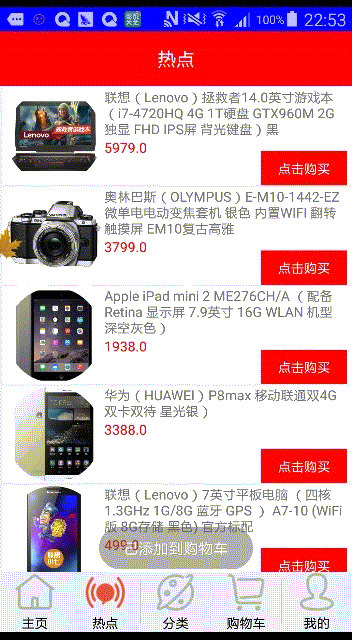 100% 22:53
热点
联想（Lenovo）拯救者14.0英寸游戏本
（i7-4720HQ 4G 1T硬盘 GTX960M 2G
独显 FHD IPS屏 背光键盘）黑
5979.0
点击购买
奥林巴斯（OLYMPUS）E-M10-1442-EZ
微单电电动变焦套机 银色 内置WIFI 翻转
触摸屏 EM10复古高雅
3799.0
点击购买
Apple iPad mini 2 ME276CH/A （配备
Retina 显示屏 7.9英寸 16G WLAN 机型
深空灰色）
1938.0
点击购买
华为（HUAWEI）P8max 移动联通双4G
双卡双待 星光银）
3388.0
点击购买
联想（Lenovo）7英寸平板电脑 （四核
1.3GHz 1G/8G 蓝牙 GPS ） A7-10 (WiFi
版 8G存储 黑色) 官方标配
499.0
已添加到购物车
点击购买
主页
热点
分类
购物车
我的